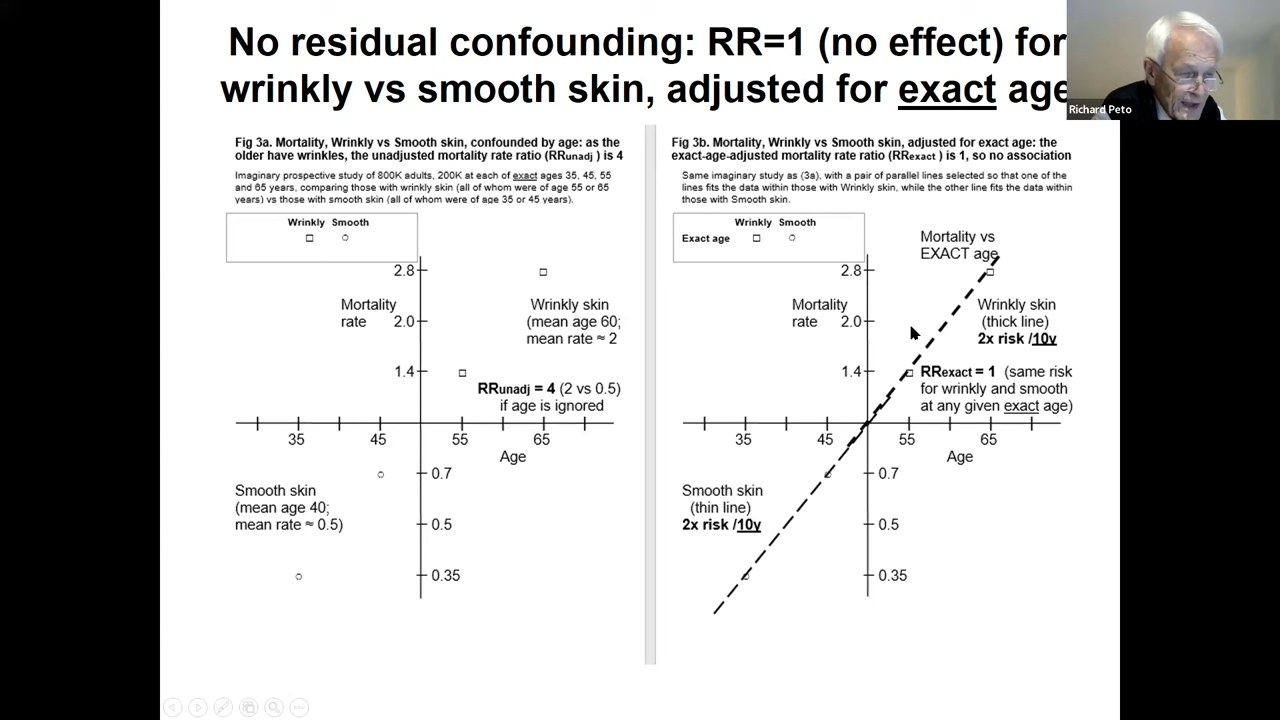 No residual confounding: RR=1 (no effect) for
wrinkly vs smooth skin, adjusted for exact age
Richard Peto
Fig 3a. Mortality, Wrinkly vs Smooth skin, confounded by age: as the
older have wrinkles, the unadjusted mortality rate ratio (RRunadj ) is 4
Imaginary prospective study of 800K adults, 200K at each of exact ages 35, 45, 55
and 65 years, comparing those with wrinkly skin (all of whom were of age 55 or 65
years) vs those with smooth skin (all of whom were of age 35 or 45 years).
Wrinkly Smooth
2.8
Mortality
rate
2.0
Wrinkly skin
(mean age 60;
mean rate ≈ 2
1.4
RRunadj = 4 (2 vs 0.5)
if age is ignored
35 45 55 65
Age
0.7
Smooth skin
(mean age 40;
mean rate ≈ 0.5)
0.5
0.35
Fig 3b. Mortality, Wrinkly vs Smooth skin, adjusted for exact age: the
exact-age-adjusted mortality rate ratio (RRexact ) is 1, so no association
Same imaginary study as (3a), with a pair of parallel lines selected so that one of the
lines fits the data within those with Wrinkly skin, while the other line fits the data within
those with Smooth skin.
Wrinkly Smooth
Exact age
Mortality vs
EXACT age
2.8
Mortality
rate
2.0
Wrinkly skin
(thick line)
2x risk /10y
1.4
RRexact = 1 (same risk
for wrinkly and smooth
at any given exact age)
35 45 55 65
Age
0.7
Smooth skin
(thin line)
2x risk /10y
0.5
0.35